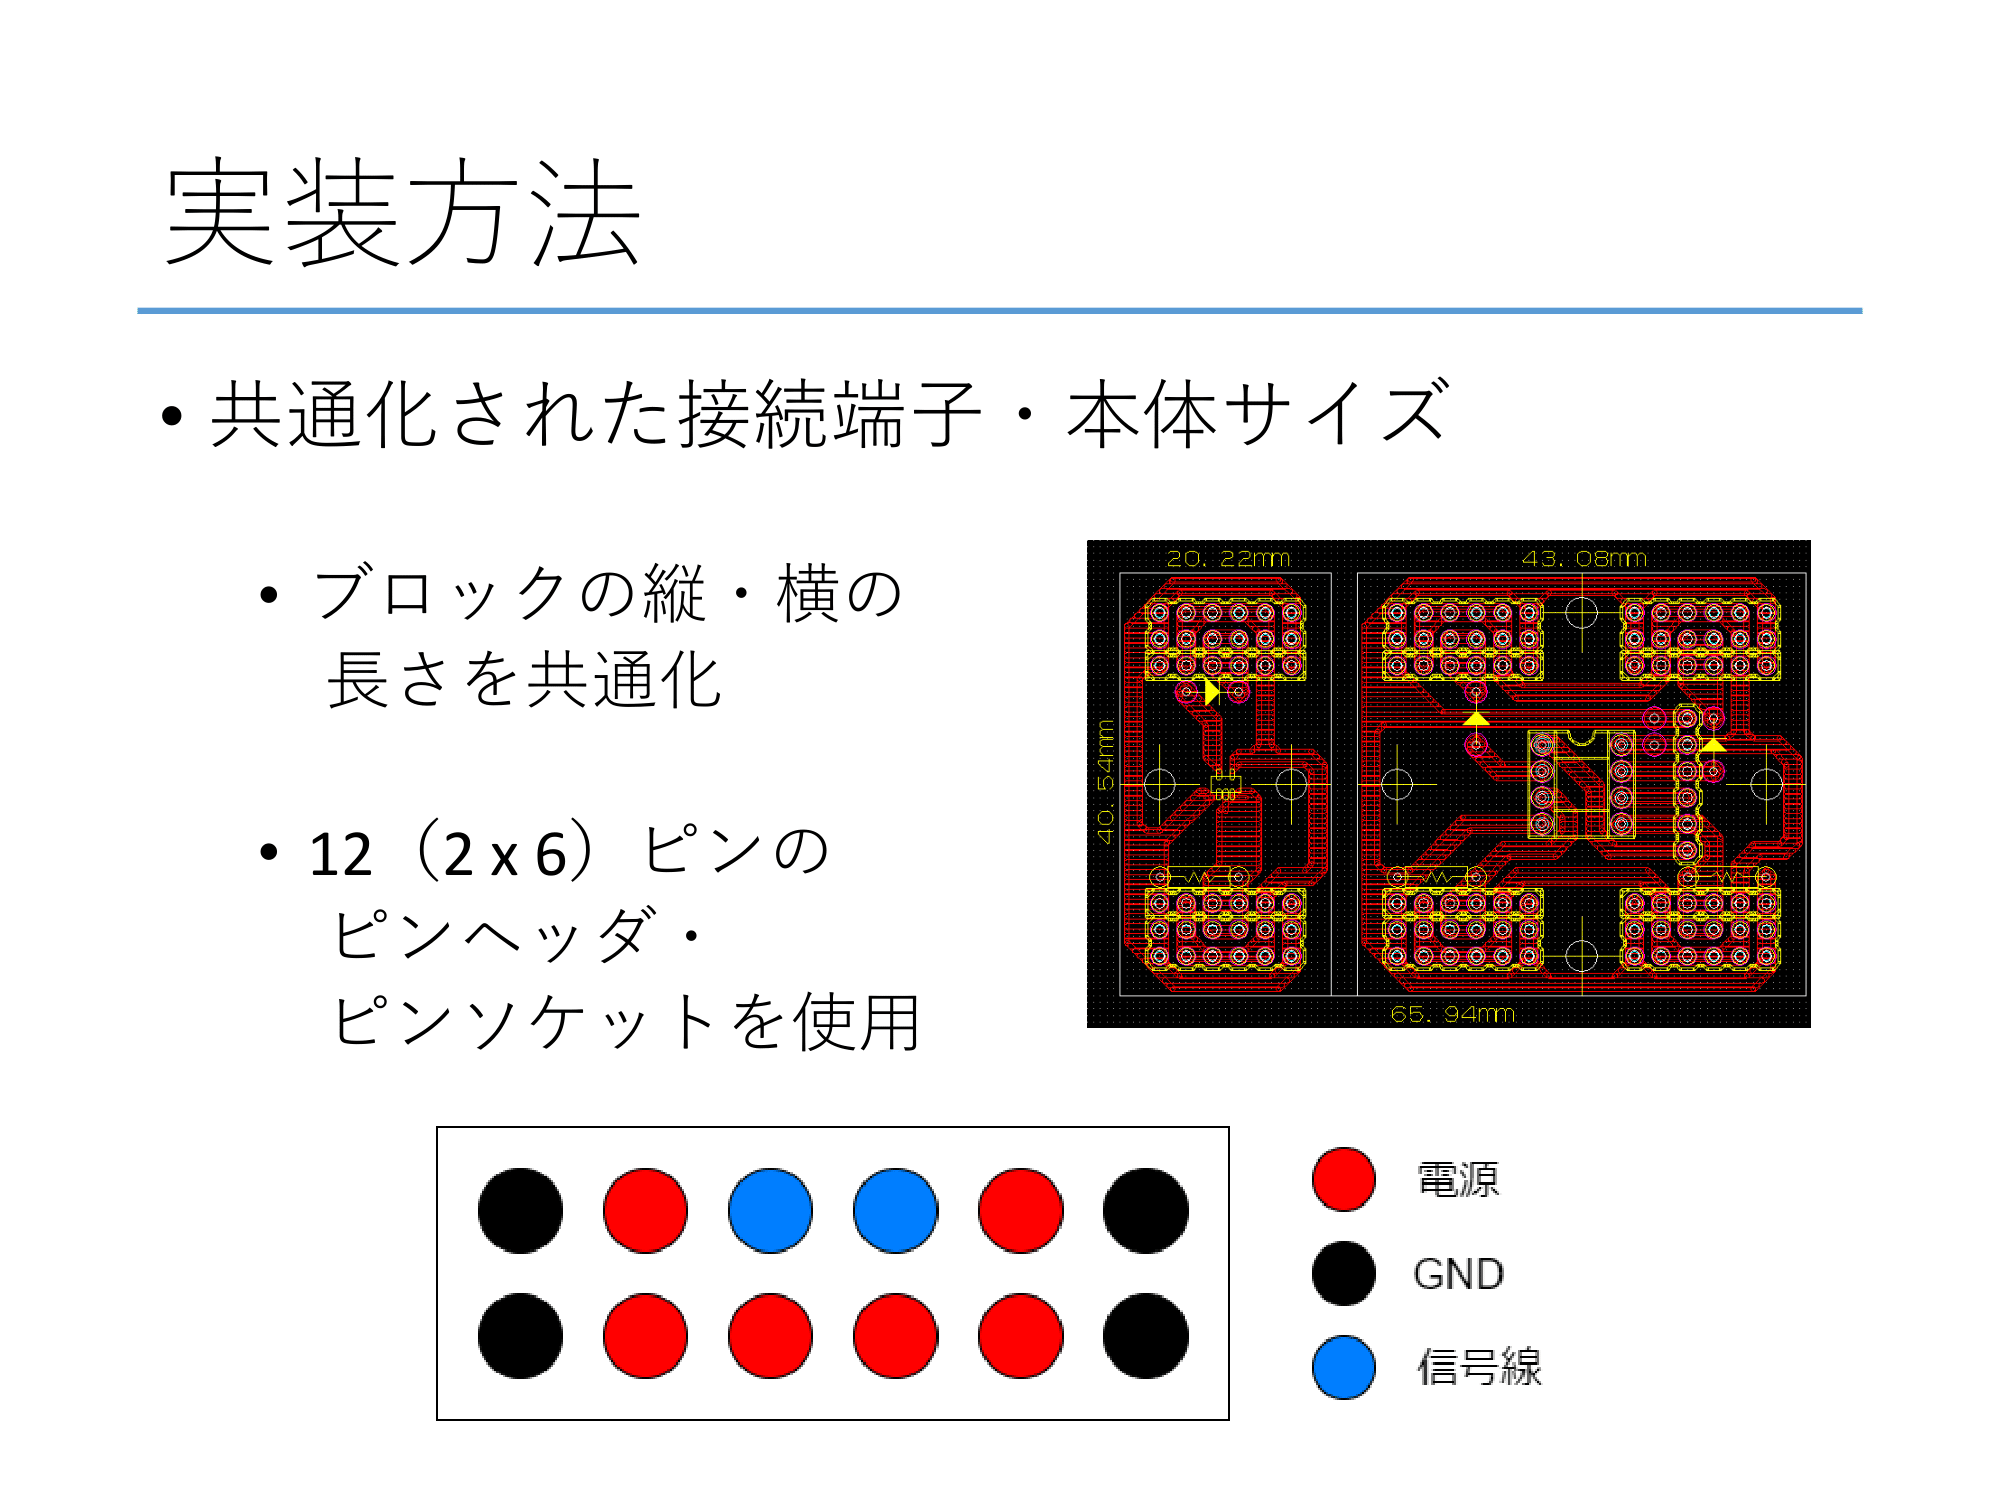 実装方法
• 共通化された接続端子・本体サイズ
• ブロックの縦・横の
長さを共通化
• 12（2 x 6）ピンの
ピンヘッダ・
ピンソケットを使用
20.22mm
43.08mm
40.54mm
65.94mm
電源
GND
信号線